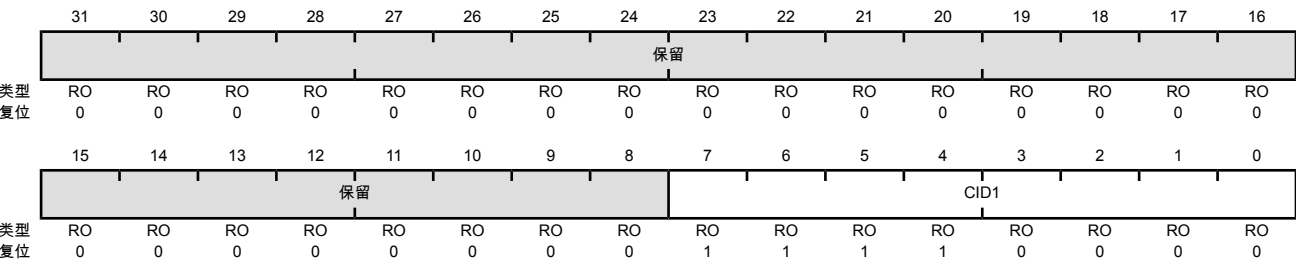 31 30 29 28 27 26 25 24 23 22 21 20 19 18 17 16
保留
类型 RO RO RO RO RO RO RO RO RO RO RO RO RO RO RO RO
复位 0 0 0 0 0 0 0 0 0 0 0 0 0 0 0 0
15 14 13 12 11 10 9 8 7 6 5 4 3 2 1 0
保留 CID1
类型 RO RO RO RO RO RO RO RO RO RO RO RO RO RO RO RO
复位 0 0 0 0 0 0 0 0 1 1 1 1 0 0 0 0